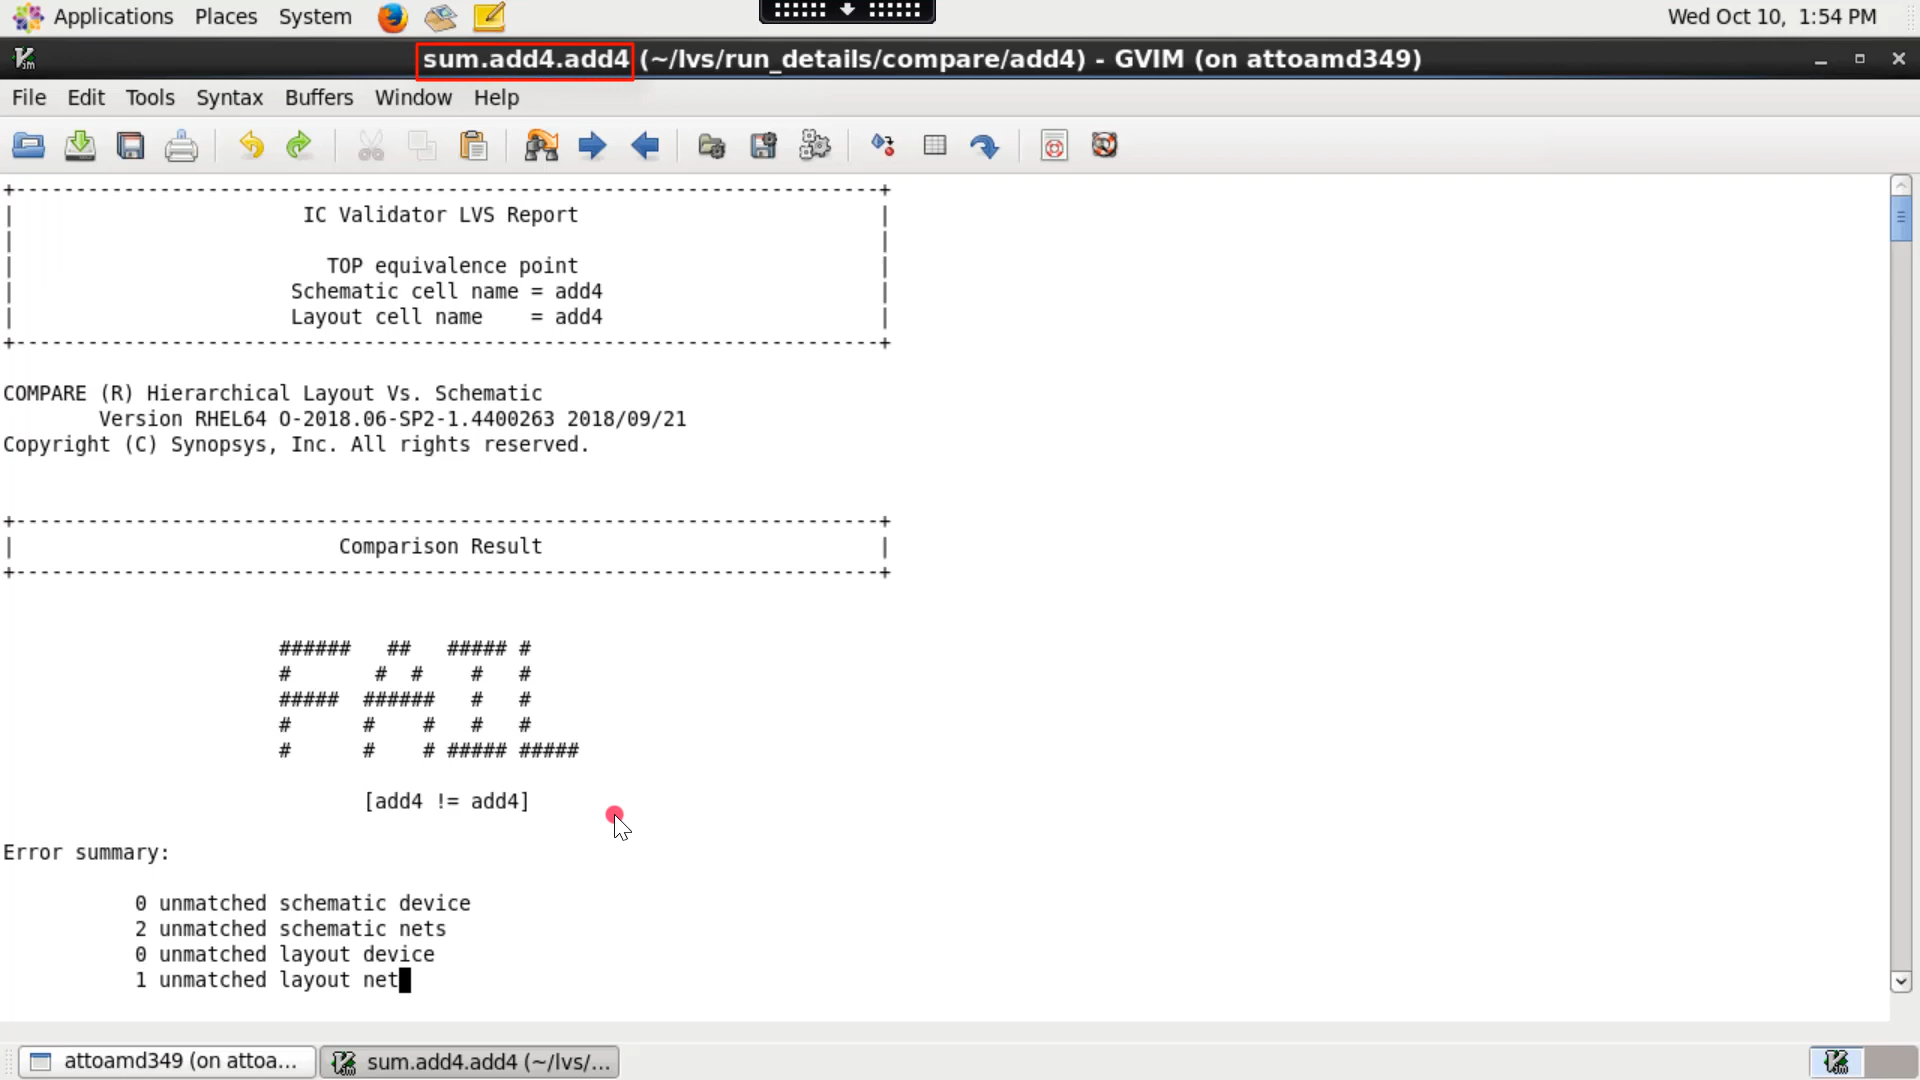 Applications Places System
Wed Oct 10, 1:54 PM
sum.add4.add4 (~/lvs/run_details/compare/add4) - GVIM (on attoamd349)
File Edit Tools Syntax Buffers Window Help
+-------------------------------------------------------------------------+
| IC Validator LVS Report |
| |
| TOP equivalence point |
| Schematic cell name = add4 |
| Layout cell name = add4 |
+-------------------------------------------------------------------------+
COMPARE (R) Hierarchical Layout Vs. Schematic
Version RHEL64 O-2018.06-SP2-1.4400263 2018/09/21
Copyright (C) Synopsys, Inc. All rights reserved.
+-------------------------------------------------------------------------+
| Comparison Result |
+-------------------------------------------------------------------------+
######   ##   ##### #
#       #  #    #   #
#####  ######   #   #
#      #    #   #   #
#      #    # ##### #####
[add4 != add4]
Error summary:
0 unmatched schematic device
2 unmatched schematic nets
0 unmatched layout device
1 unmatched layout net
attoamd349 (on attoa...
sum.add4.add4 (~/lvs/...